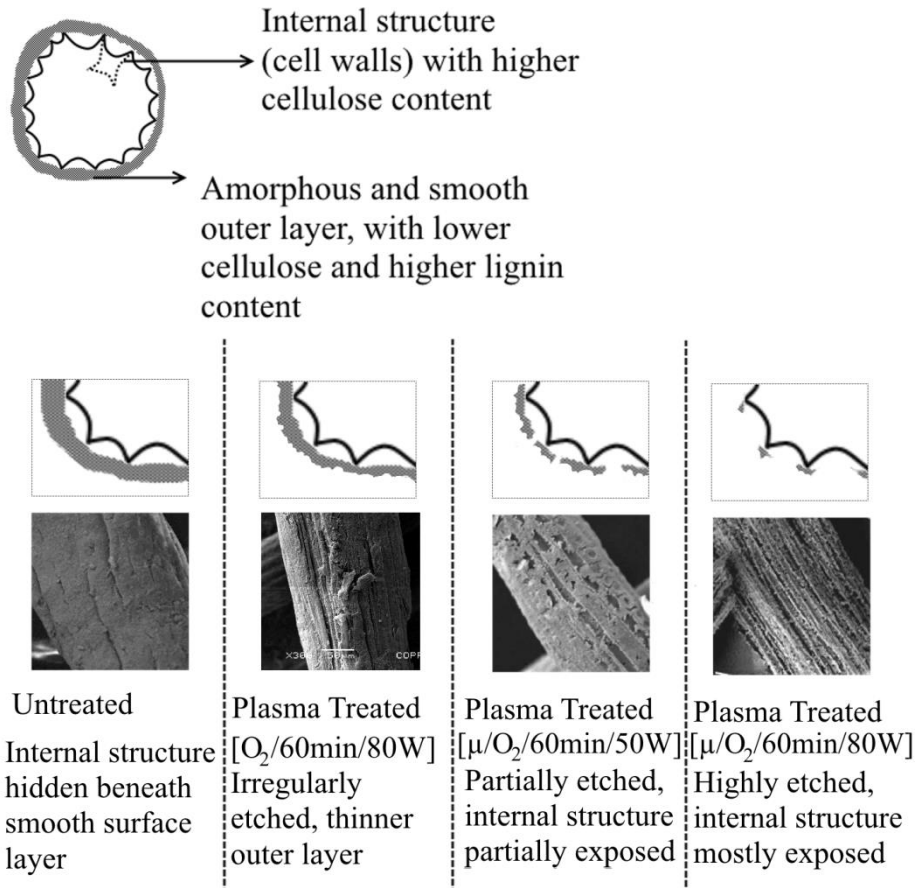 Internal structure
(cell walls) with higher
cellulose content
Amorphous and smooth
outer layer, with lower
cellulose and higher lignin
content
X300 50μm COPP
Untreated
Internal structure
hidden beneath
smooth surface
layer
Plasma Treated
[O₂/60min/80W]
Irregularly
etched, thinner
outer layer
Plasma Treated
[μ/O₂/60min/50W]
Partially etched,
internal structure
partially exposed
Plasma Treated
[μ/O₂/60min/80W]
Highly etched,
internal structure
mostly exposed